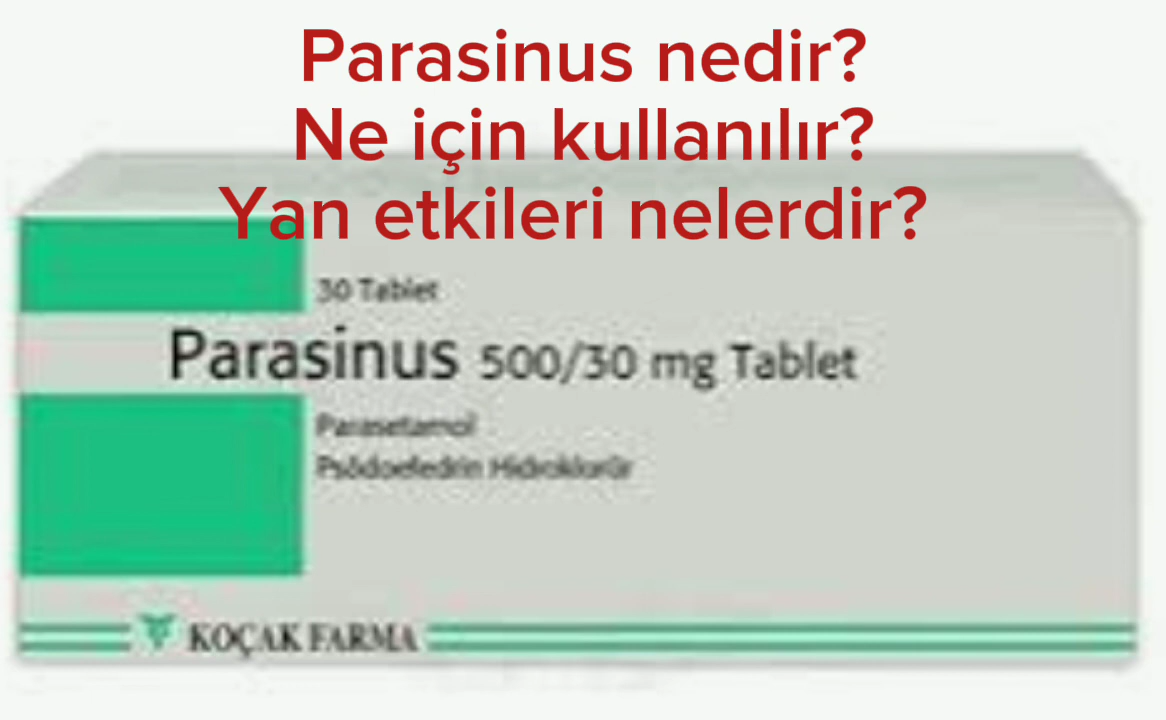 Parasinus nedir?
Ne için kullanılır?
Yan etkileri nelerdir?
30 Tablet
Parasinus 500/30 mg Tablet
Parasetamol
Psödoefedrin Hidroklorür
KOÇAK FARMA